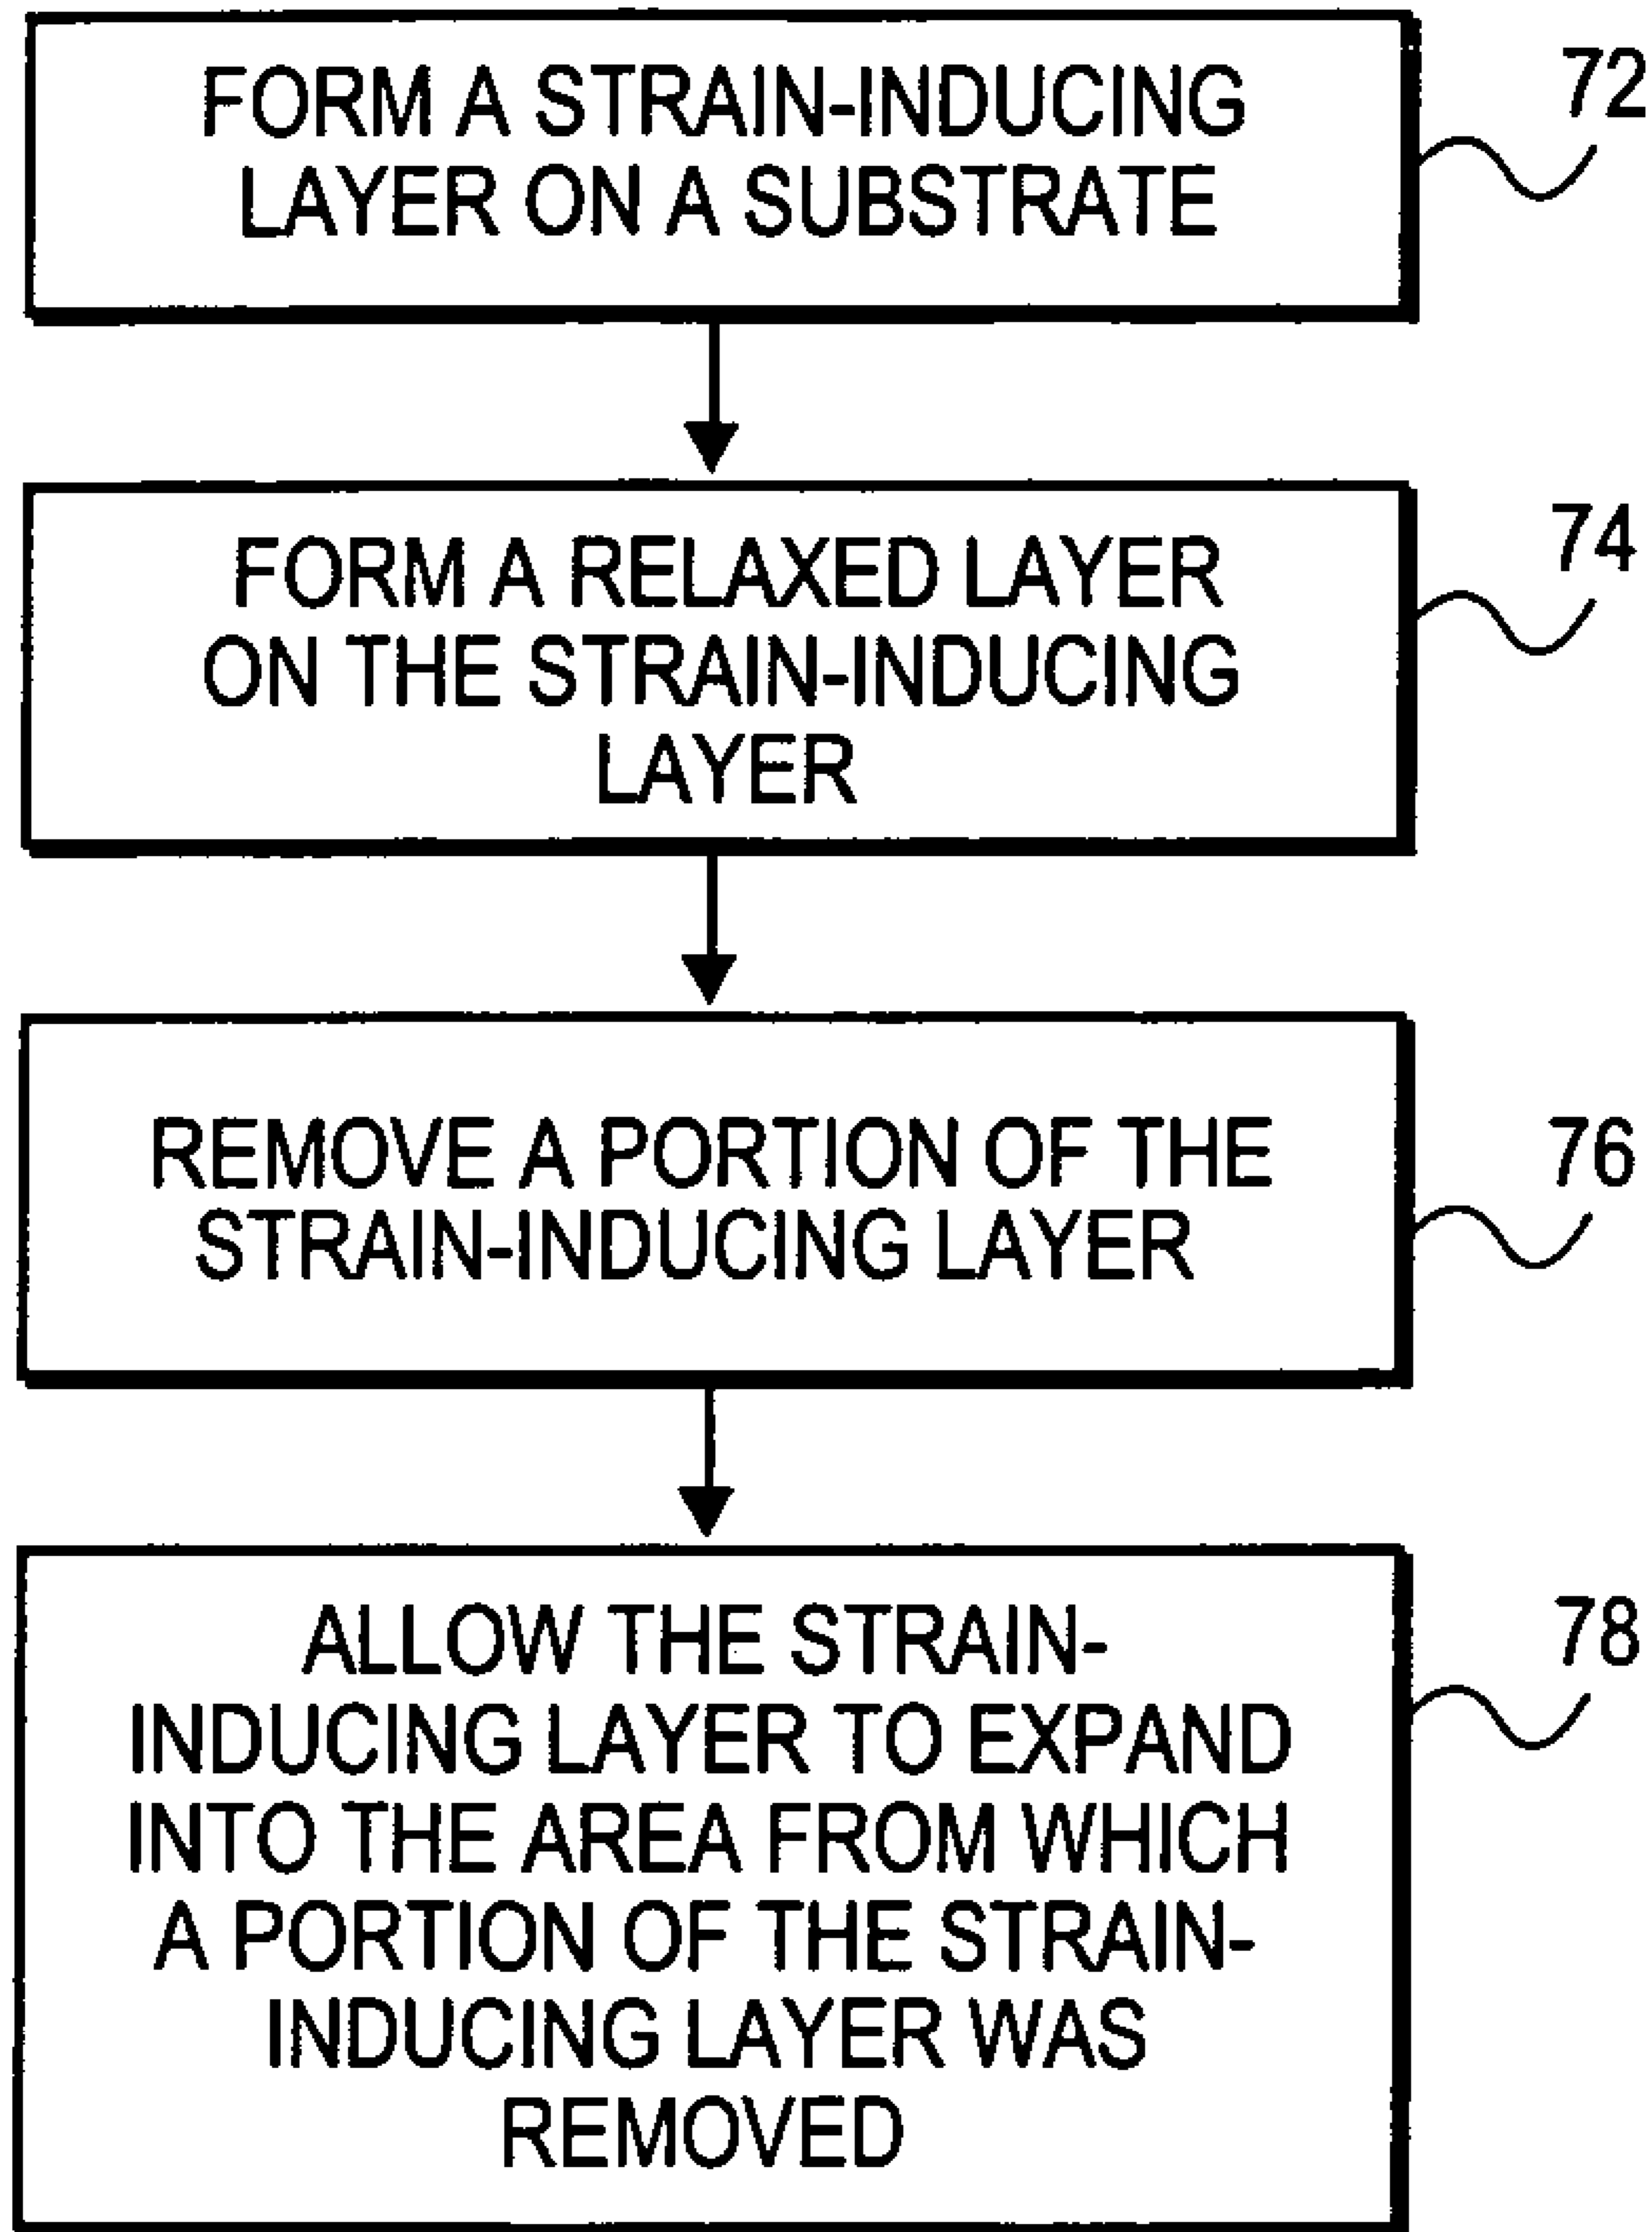 FORM A STRAIN-INDUCING
LAYER ON A SUBSTRATE
72
FORM A RELAXED LAYER
ON THE STRAIN-INDUCING
LAYER
74
REMOVE A PORTION OF THE
STRAIN-INDUCING LAYER
76
ALLOW THE STRAIN-
INDUCING LAYER TO EXPAND
INTO THE AREA FROM WHICH
A PORTION OF THE STRAIN-
INDUCING LAYER WAS
REMOVED
78